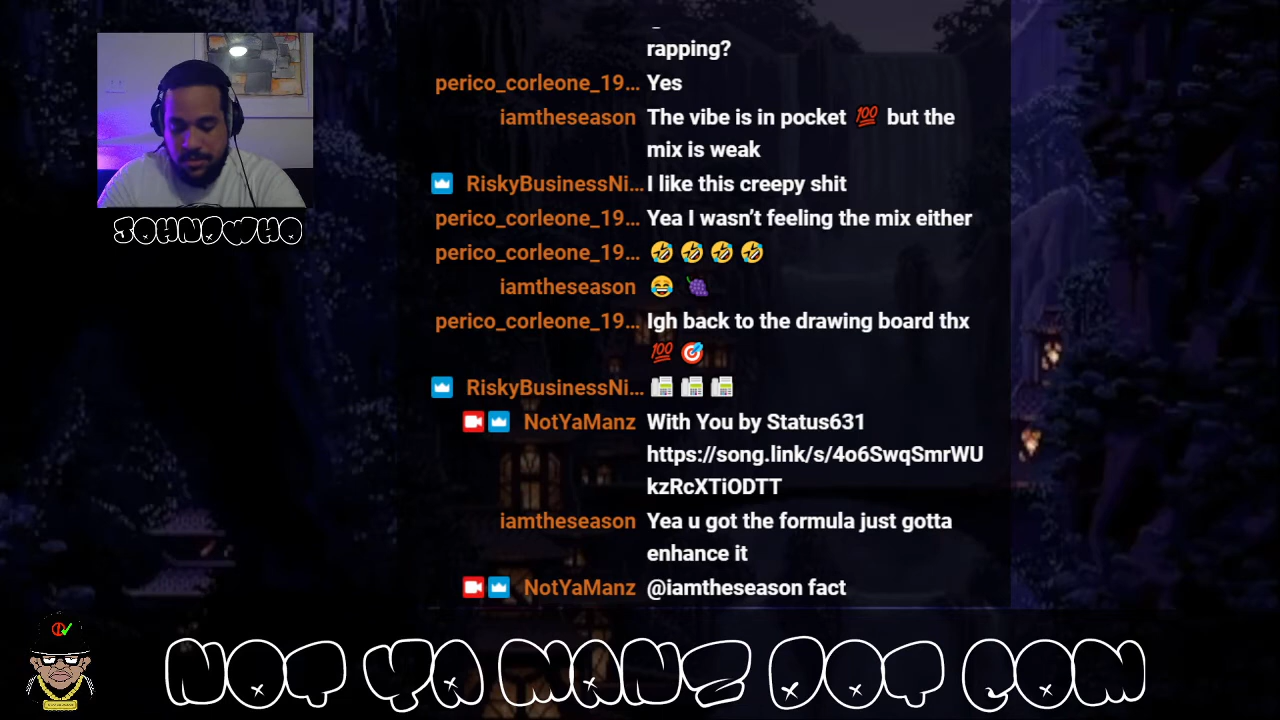 rapping?
perico_corleone_19... Yes
iamtheseason The vibe is in pocket 💯 but the
mix is weak
RiskyBusinessNi... I like this creepy shit
perico_corleone_19... Yea I wasn’t feeling the mix either
perico_corleone_19... 🤣 🤣 🤣 🤣
iamtheseason 😂 🍇
perico_corleone_19... Igh back to the drawing board thx
💯 🎯
RiskyBusinessNi... 📠 📠 📠
NotYaManz With You by Status631
https://song.link/s/4o6SwqSmrWU
kzRcXTiODTT
iamtheseason Yea u got the formula just gotta
enhance it
NotYaManz @iamtheseason fact
NOT YA MANZ DOT COM